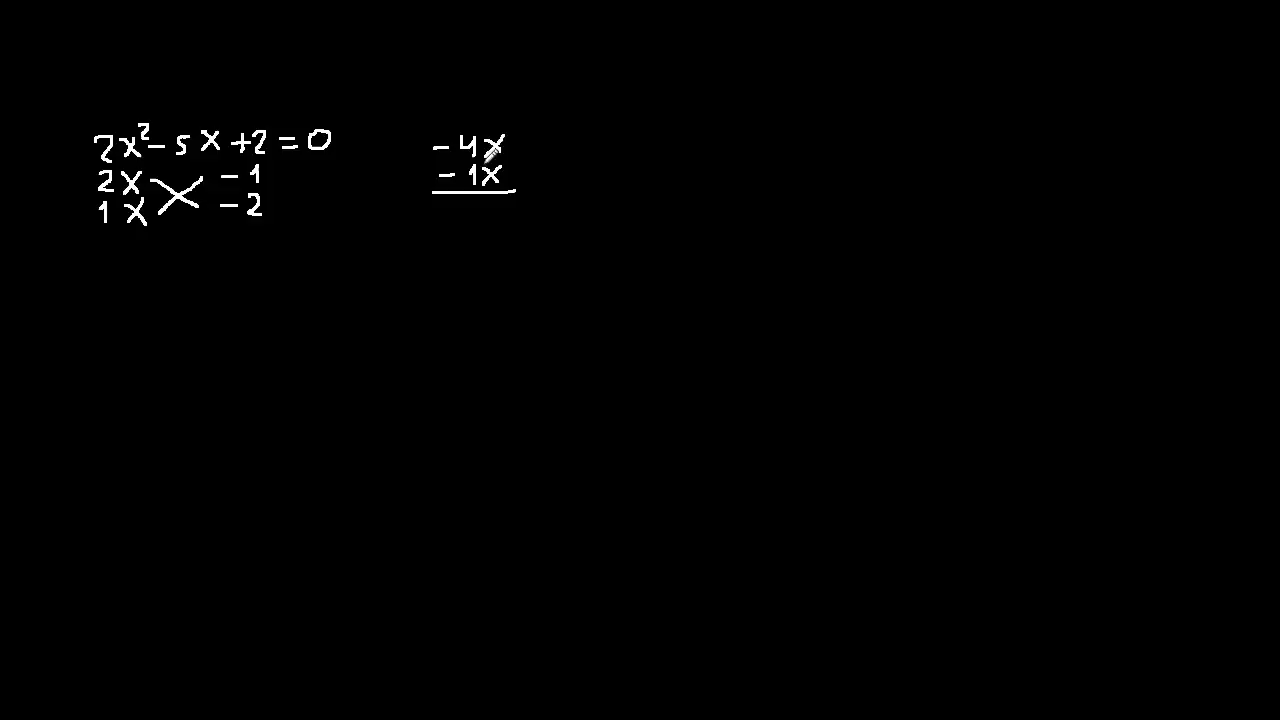 2x² - 5x + 2 = 0
2x - 1
1x - 2
- 4x
- 1x